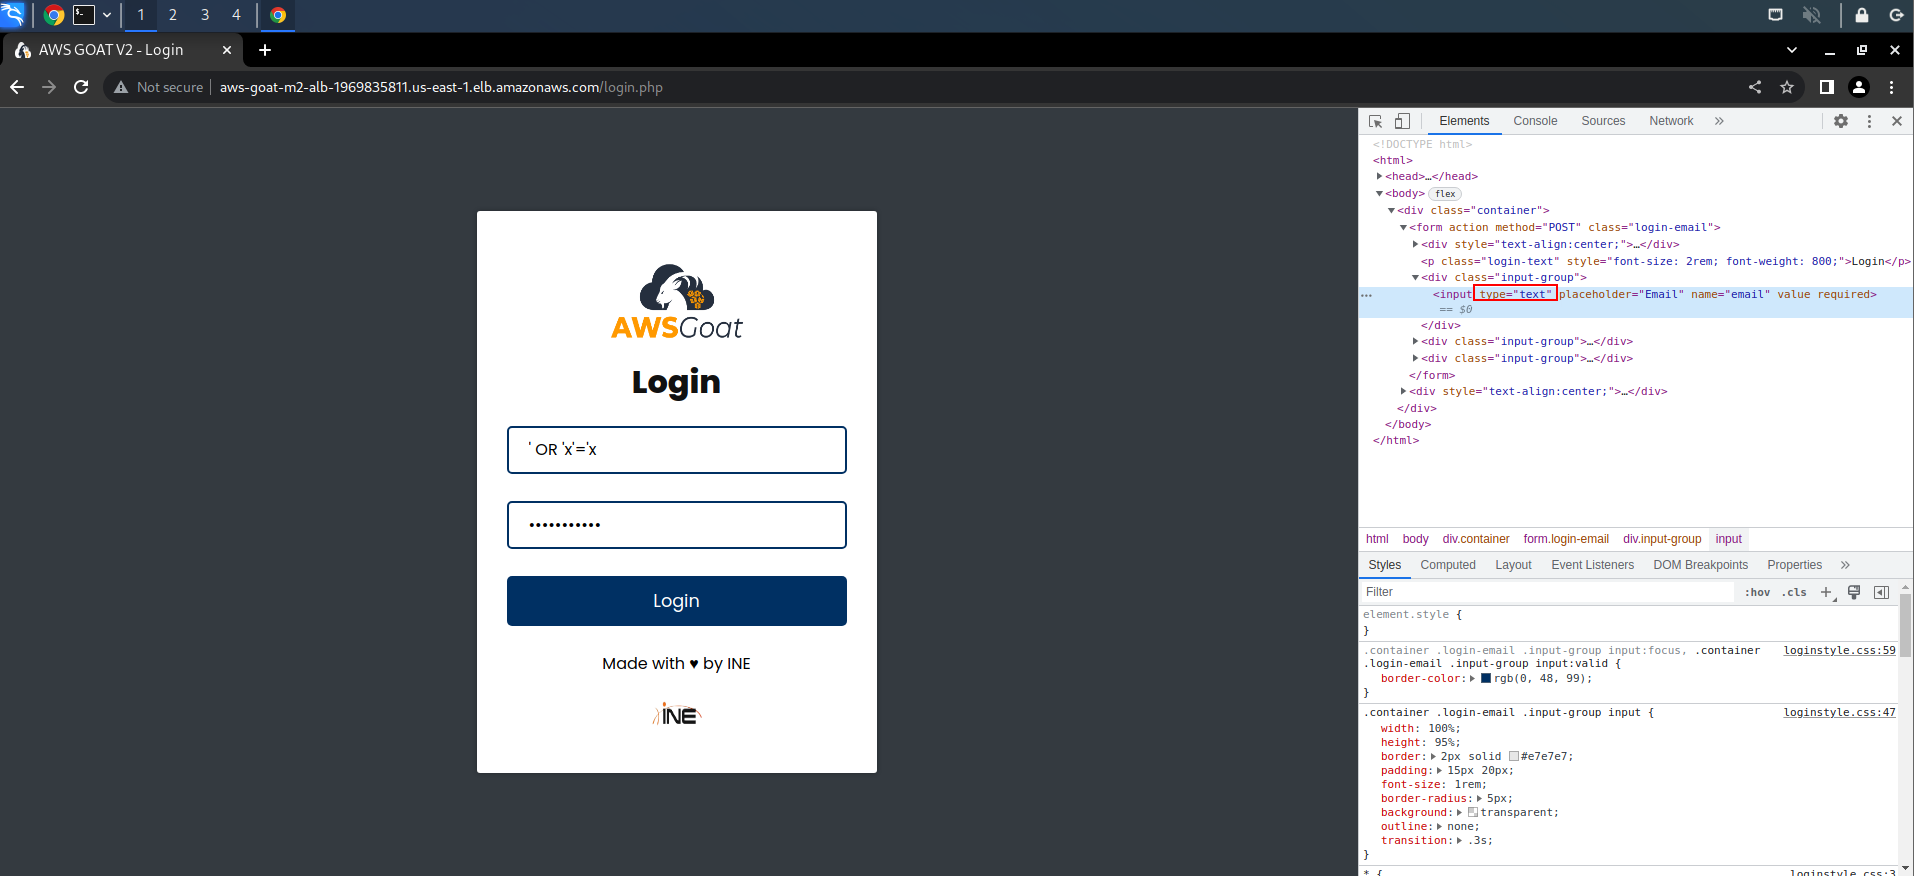 1 2 3 4
AWS GOAT V2 - Login
Not secure aws-goat-m2-alb-1969835811.us-east-1.elb.amazonaws.com/login.php
AWSGoat
Login
' OR 'x'='x
•••••••••••
Login
Made with ♥ by INE
INE
Elements Console Sources Network »
<!DOCTYPE html>
<html>
<head>…</head>
<body> flex
<div class="container">
<form action method="POST" class="login-email">
<div style="text-align:center;">…</div>
<p class="login-text" style="font-size: 2rem; font-weight: 800;">Login</p>
<div class="input-group">
… <input type="text" placeholder="Email" name="email" value required>
== $0
</div>
<div class="input-group">…</div>
<div class="input-group">…</div>
</form>
<div style="text-align:center;">…</div>
</div>
</body>
</html>
html body div.container form.login-email div.input-group input
Styles Computed Layout Event Listeners DOM Breakpoints Properties »
Filter :hov .cls +
element.style {
}
.container .login-email .input-group input:focus, .container loginstyle.css:59
.login-email .input-group input:valid {
border-color: rgb(0, 48, 99);
}
.container .login-email .input-group input { loginstyle.css:47
width: 100%;
height: 95%;
border: 2px solid #e7e7e7;
padding: 15px 20px;
font-size: 1rem;
border-radius: 5px;
background: transparent;
outline: none;
transition: .3s;
}
* { loginstyle.css:3